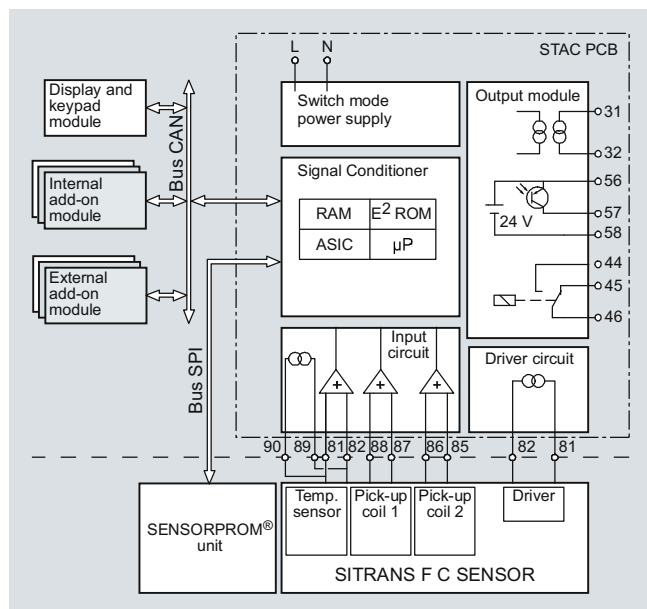 L N
STAC PCB
Display and
keypad
module
Bus CAN
Switch mode
power supply
Output module
31
32
56
57
58
24 V
44
45
46
Internal
add-on
module
External
add-on
module
Signal Conditioner
RAM E² ROM
ASIC µP
Bus SPI
Input
circuit
+ + +
Driver circuit
90 89 81 82 88 87 86 85 82 81
SENSORPROM®
unit
Temp.
sensor
Pick-up
coil 1
Pick-up
coil 2
Driver
SITRANS F C SENSOR